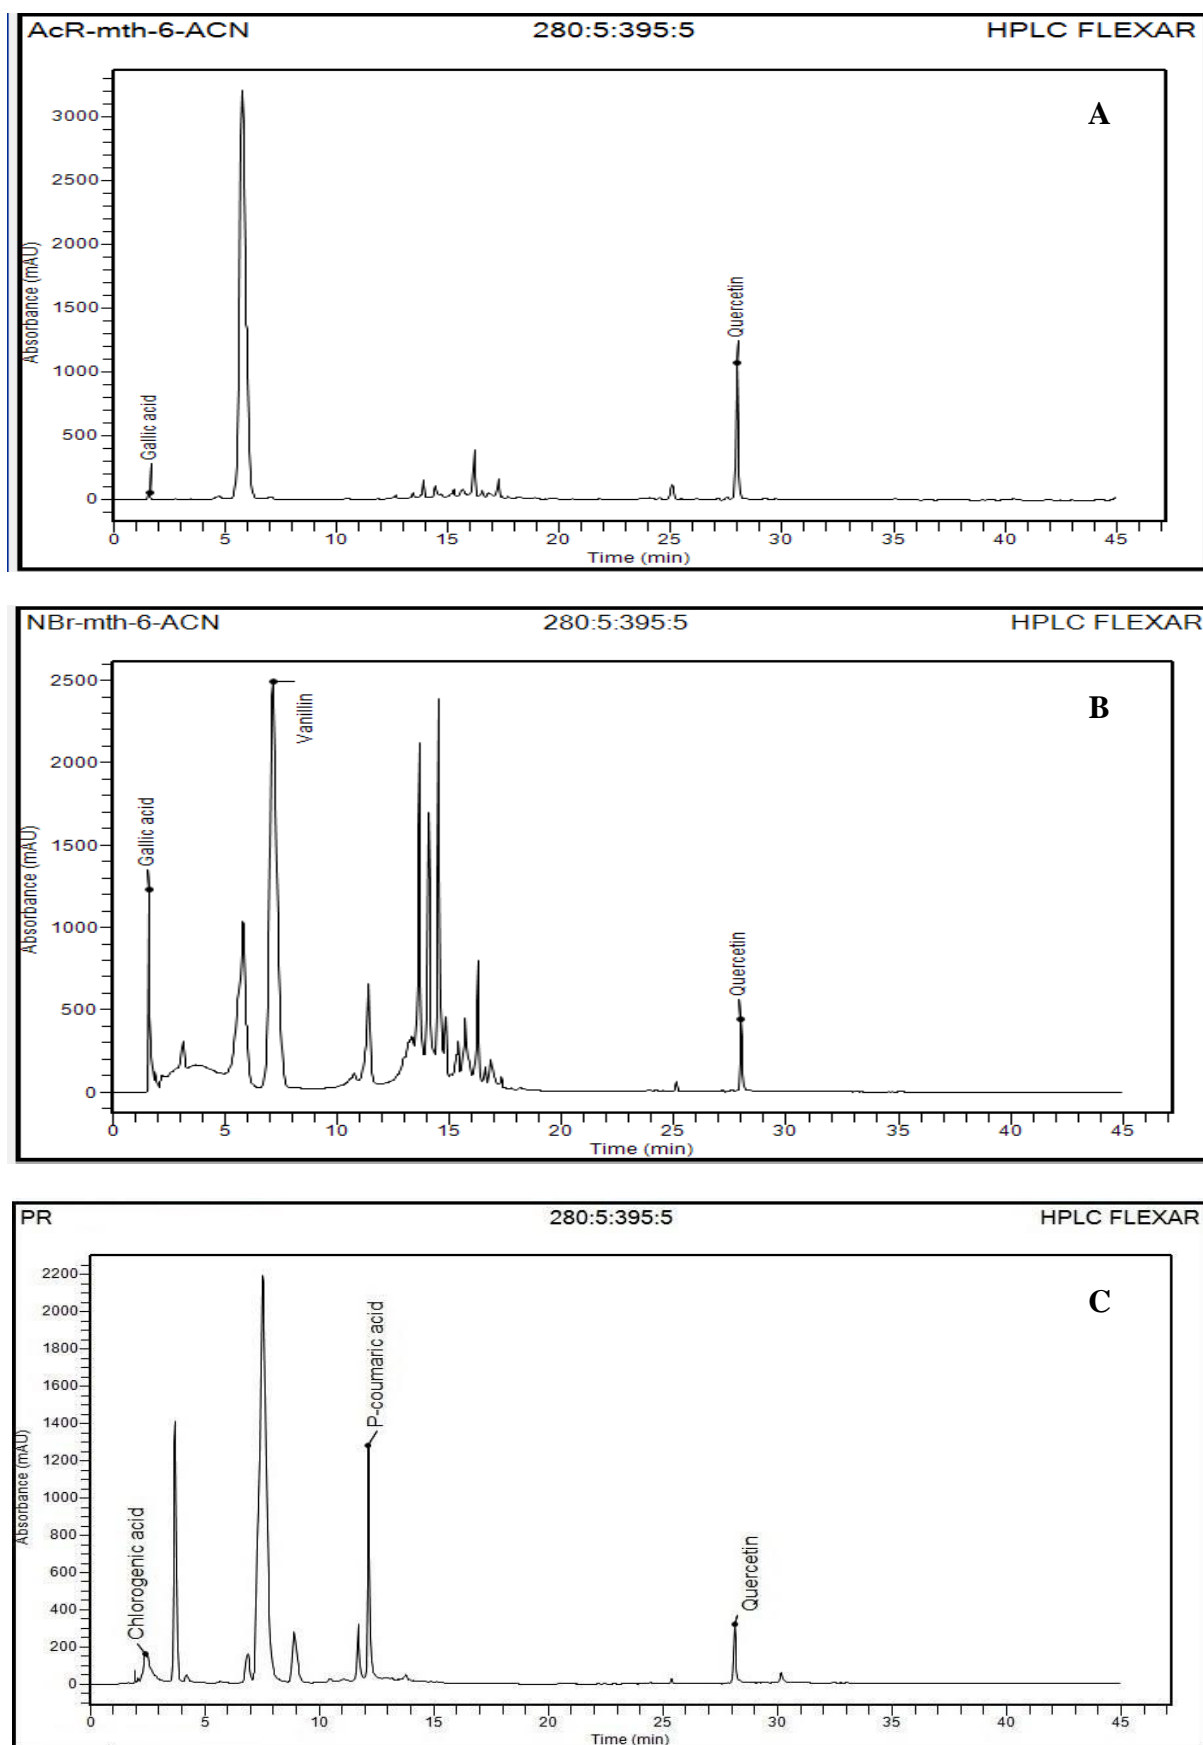 AcR-mth-6-ACN 280:5:395:5 HPLC FLEXAR
A
Absorbance (mAU)
3000
2500
2000
1500
1000
500
0
Gallic acid
Quercetin
0 5 10 15 20 25 30 35 40 45
Time (min)
NBr-mth-6-ACN 280:5:395:5 HPLC FLEXAR
B
Absorbance (mAU)
2500
2000
1500
1000
500
0
Gallic acid
Vanillin
Quercetin
0 5 10 15 20 25 30 35 40 45
Time (min)
PR 280:5:395:5 HPLC FLEXAR
C
Absorbance (mAU)
2200
2000
1800
1600
1400
1200
1000
800
600
400
200
0
Chlorogenic acid
P-coumaric acid
Quercetin
0 5 10 15 20 25 30 35 40 45
Time (min)